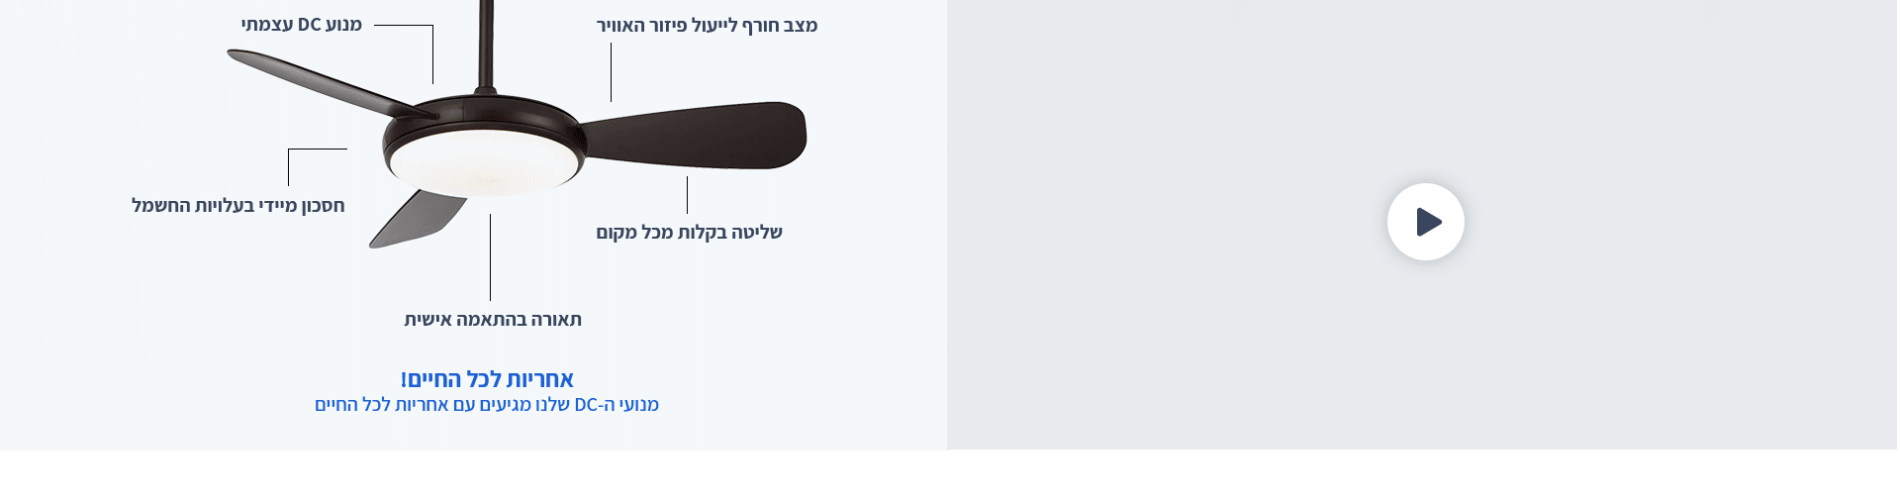 מצב חורף לייעול פיזור האוויר
מנוע DC עצמתי
חסכון מיידי בעלויות החשמל
שליטה בקלות מכל מקום
תאורה בהתאמה אישית
אחריות לכל החיים!
מנועי ה-DC שלנו מגיעים עם אחריות לכל החיים